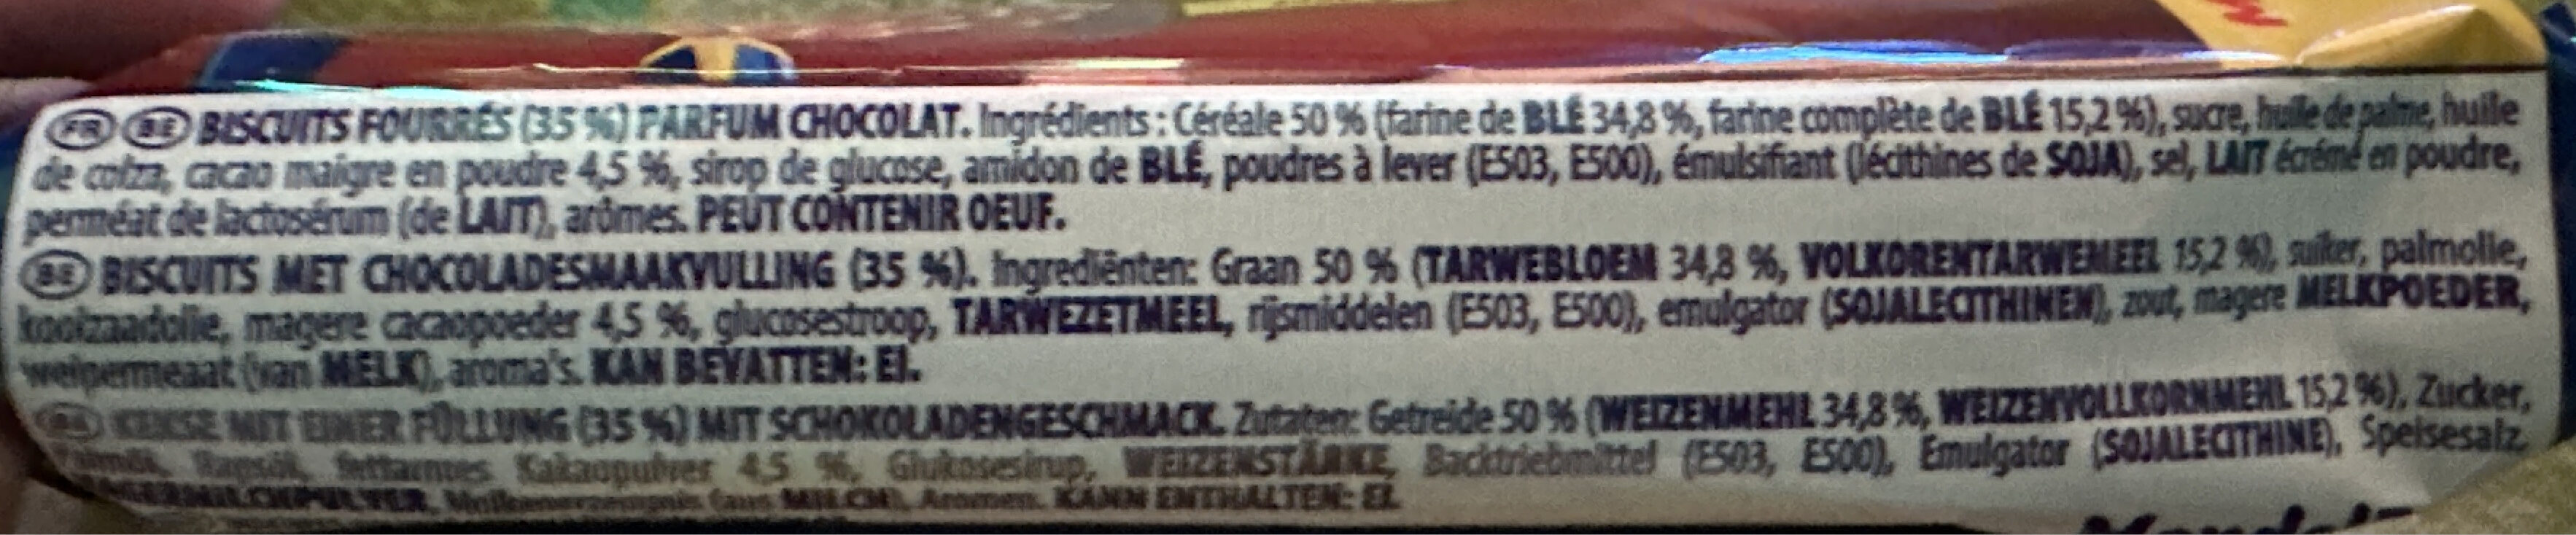 FR BE BISCUITS FOURRÉS (35 %) PARFUM CHOCOLAT. Ingrédients : Céréale 50 % (farine de BLÉ 34,8 %, farine complète de BLÉ 15,2 %), sucre, huile de palme, huile
de colza, cacao maigre en poudre 4,5 %, sirop de glucose, amidon de BLÉ, poudres à lever (E503, E500), émulsifiant (lécithines de SOJA), sel, LAIT écrémé en poudre,
perméat de lactosérum (de LAIT), arômes. PEUT CONTENIR OEUF.
BE BISCUITS MET CHOCOLADESMAAKVULLING (35 %). Ingrediënten: Graan 50 % (TARWEBLOEM 34,8 %, VOLKORENTARWEMEEL 15,2 %), suiker, palmolie,
koolzaadolie, magere cacaopoeder 4,5 %, glucosestroop, TARWEZETMEEL, rijsmiddelen (E503, E500), emulgator (SOJALECITHINEN), zout, magere MELKPOEDER,
weipermeaat (van MELK), aroma's. KAN BEVATTEN: EI.
KEKSE MIT EINER FÜLLUNG (35 %) MIT SCHOKOLADENGESCHMACK. Zutaten: Getreide 50 % (WEIZENMEHL 34,8 %, WEIZENVOLLKORNMEHL 15,2 %), Zucker,
Rapsöl, fettarmes Kakaopulver 4,5 %, Glukosesirup, WEIZENSTÄRKE, Backtriebmittel (E503, E500), Emulgator (SOJALECITHINE), Speisesalz,
(aus MILCH), Aromen. KANN ENTHALTEN: EI.